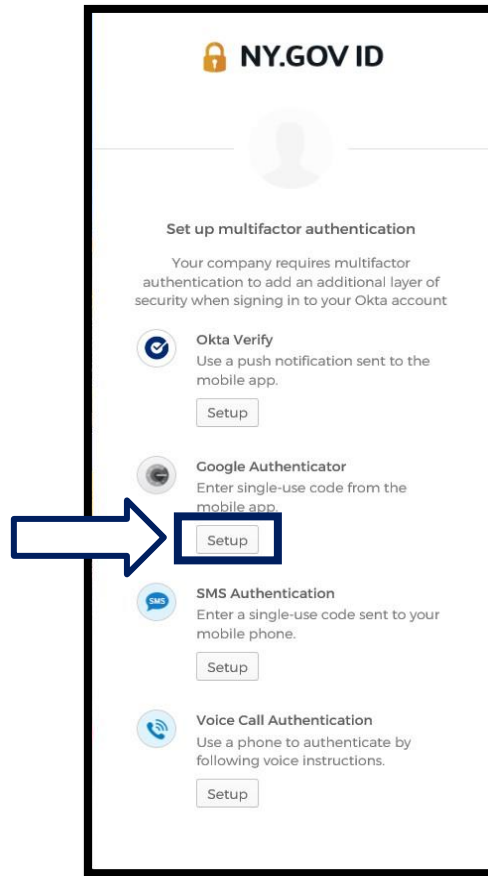 NY.GOV ID
Set up multifactor authentication
Your company requires multifactor
authentication to add an additional layer of
security when signing in to your Okta account
Okta Verify
Use a push notification sent to the
mobile app.
Setup
Google Authenticator
Enter single-use code from the
mobile app.
Setup
SMS
SMS Authentication
Enter a single-use code sent to your
mobile phone.
Setup
Voice Call Authentication
Use a phone to authenticate by
following voice instructions.
Setup